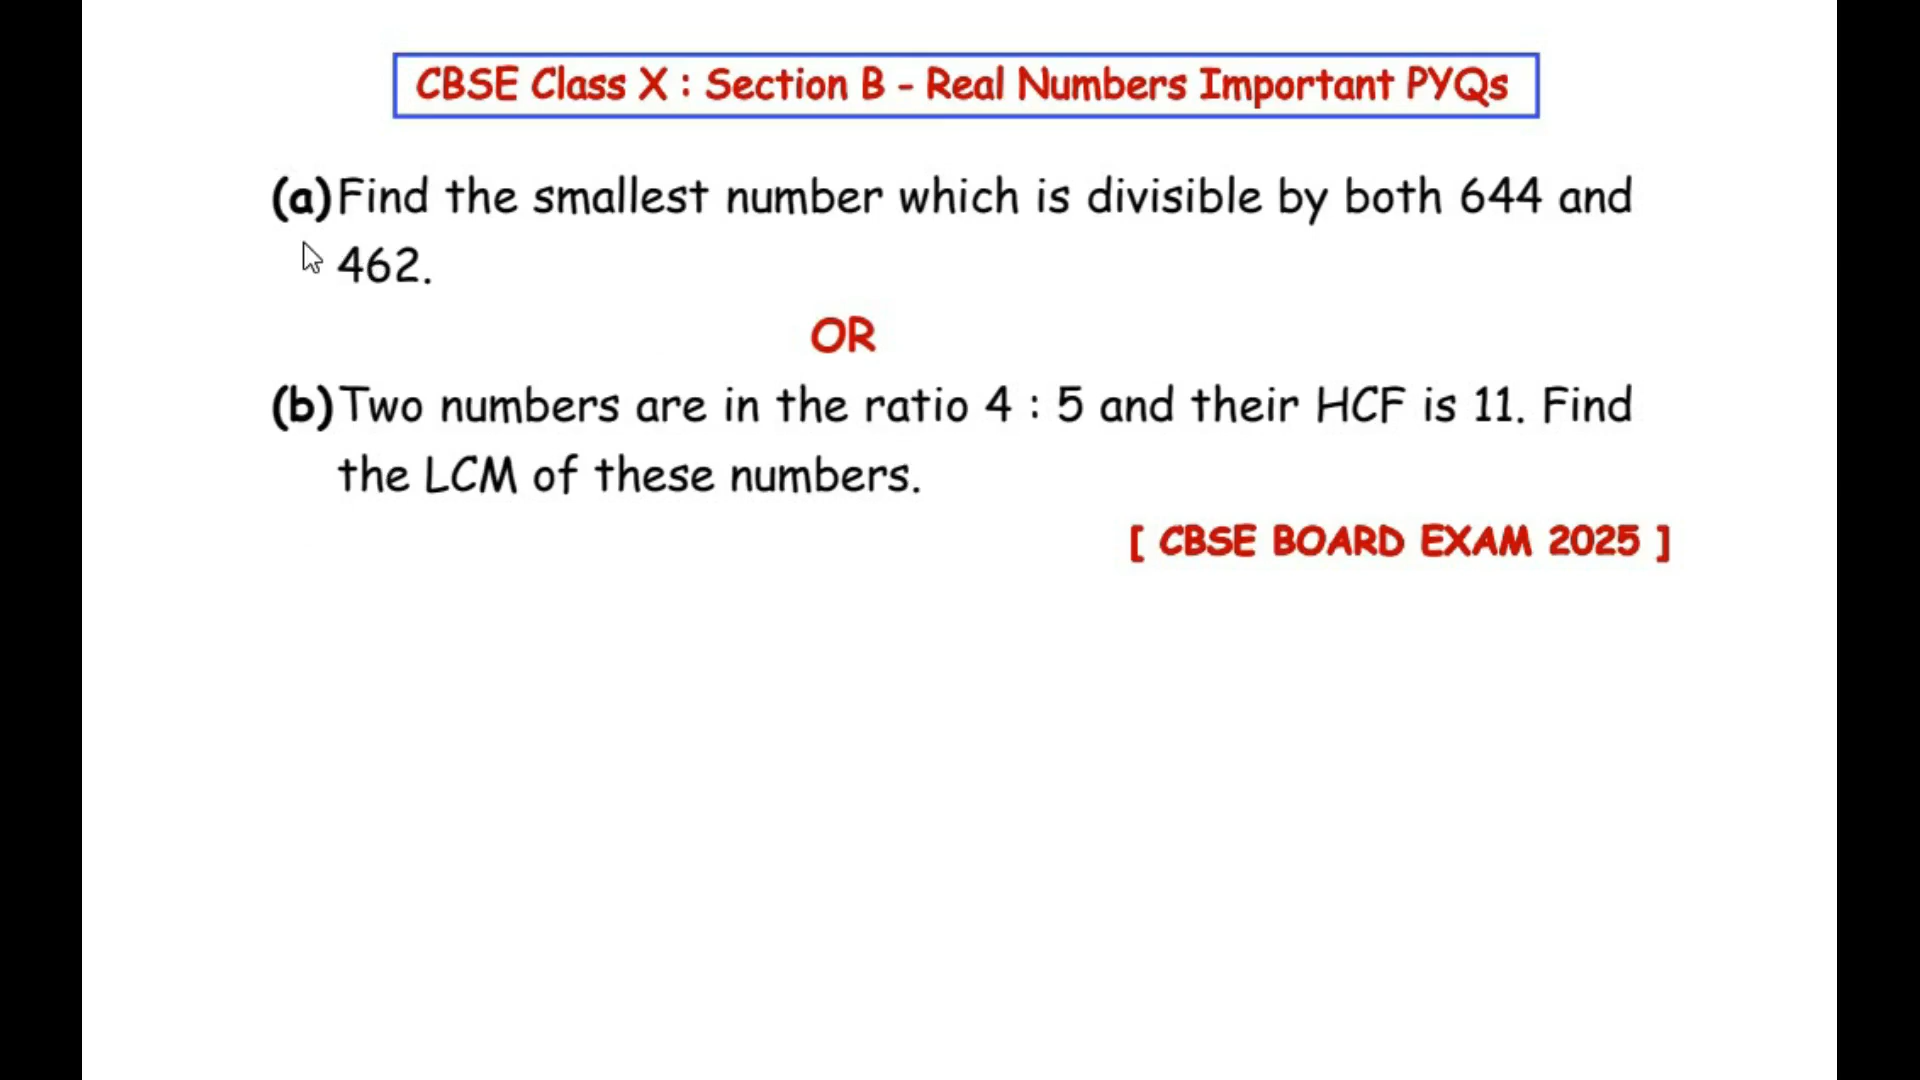 CBSE Class X : Section B - Real Numbers Important PYQs
(a) Find the smallest number which is divisible by both 644 and
462.
OR
(b) Two numbers are in the ratio 4 : 5 and their HCF is 11. Find
the LCM of these numbers.
[ CBSE BOARD EXAM 2025 ]